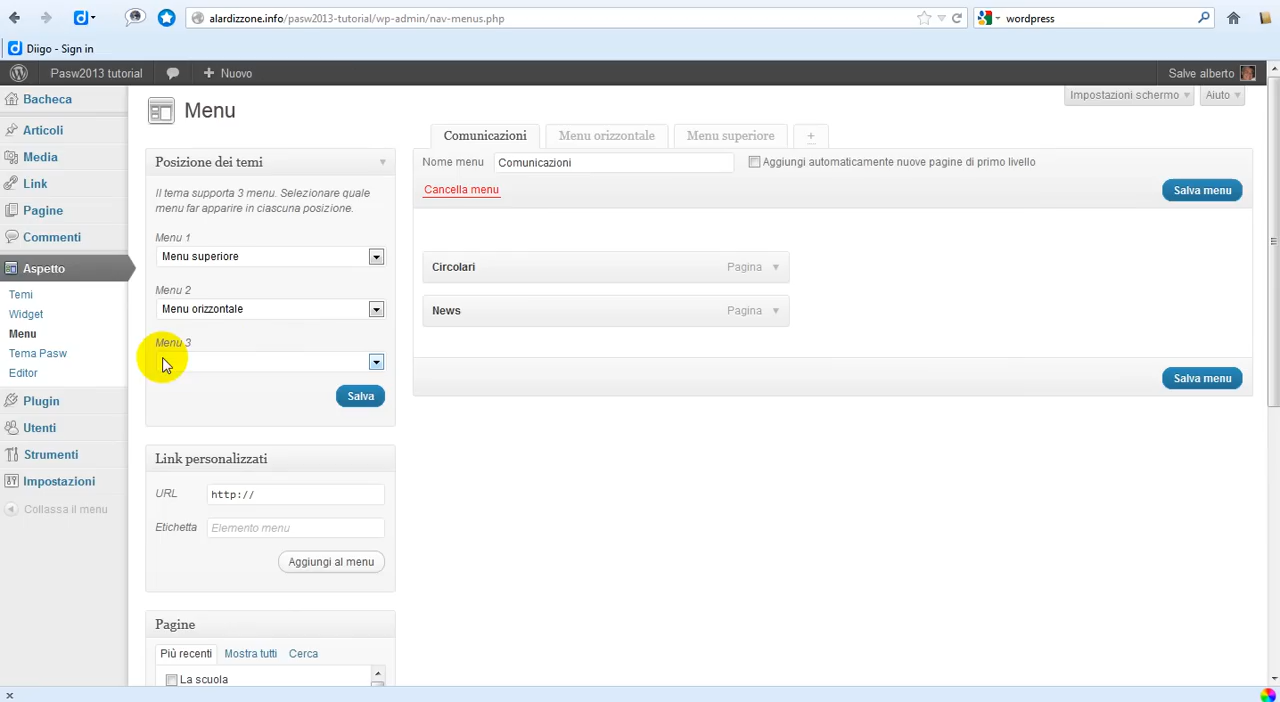 alardizzone.info/pasw2013-tutorial/wp-admin/nav-menus.php
wordpress
Diigo - Sign in
Pasw2013 tutorial
Nuovo
Salve alberto
Bacheca
Articoli
Media
Link
Pagine
Commenti
Aspetto
Temi
Widget
Menu
Tema Pasw
Editor
Plugin
Utenti
Strumenti
Impostazioni
Collassa il menu
Impostazioni schermo
Aiuto
Menu
Posizione dei temi
Il tema supporta 3 menu. Selezionare quale
menu far apparire in ciascuna posizione.
Menu 1
Menu superiore
Menu 2
Menu orizzontale
Menu 3
Salva
Link personalizzati
URL
http://
Etichetta
Elemento menu
Aggiungi al menu
Pagine
Più recenti
Mostra tutti
Cerca
La scuola
Comunicazioni
Menu orizzontale
Menu superiore
+
Nome menu
Comunicazioni
Aggiungi automaticamente nuove pagine di primo livello
Cancella menu
Salva menu
Circolari
Pagina
News
Pagina
Salva menu